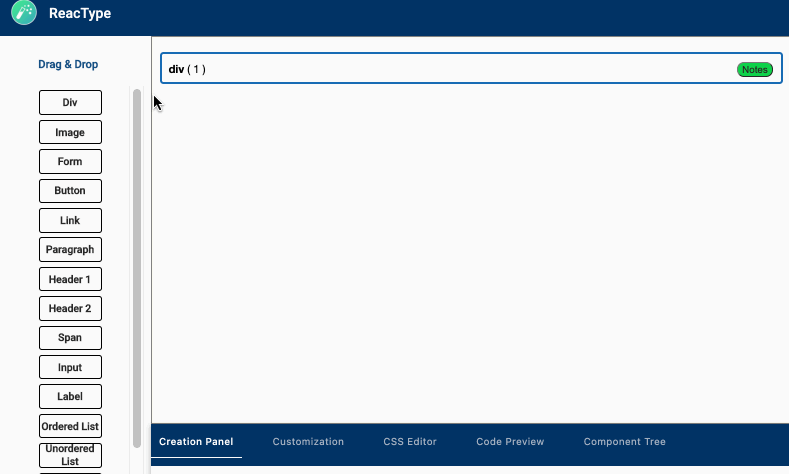 ReacType
Drag & Drop
Div
Image
Form
Button
Link
Paragraph
Header 1
Header 2
Span
Input
Label
Ordered List
Unordered
List
div ( 1 )
Notes
Creation Panel
Customization
CSS Editor
Code Preview
Component Tree